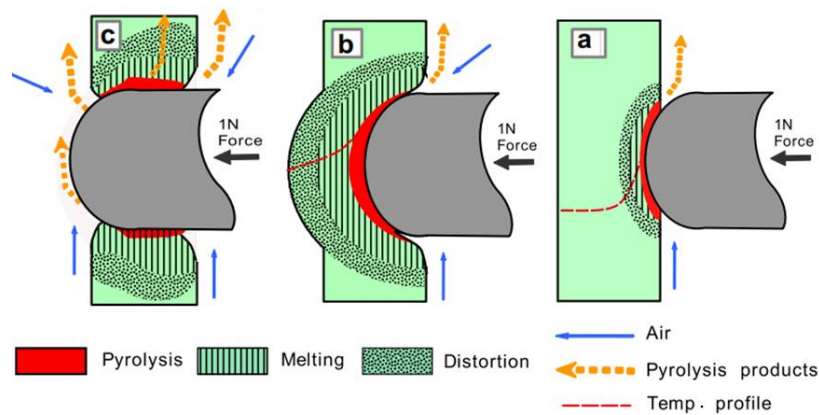 c
b
a
1N
Force
1N
Force
1N
Force
Pyrolysis
Melting
Distortion
Air
Pyrolysis products
Temp. profile